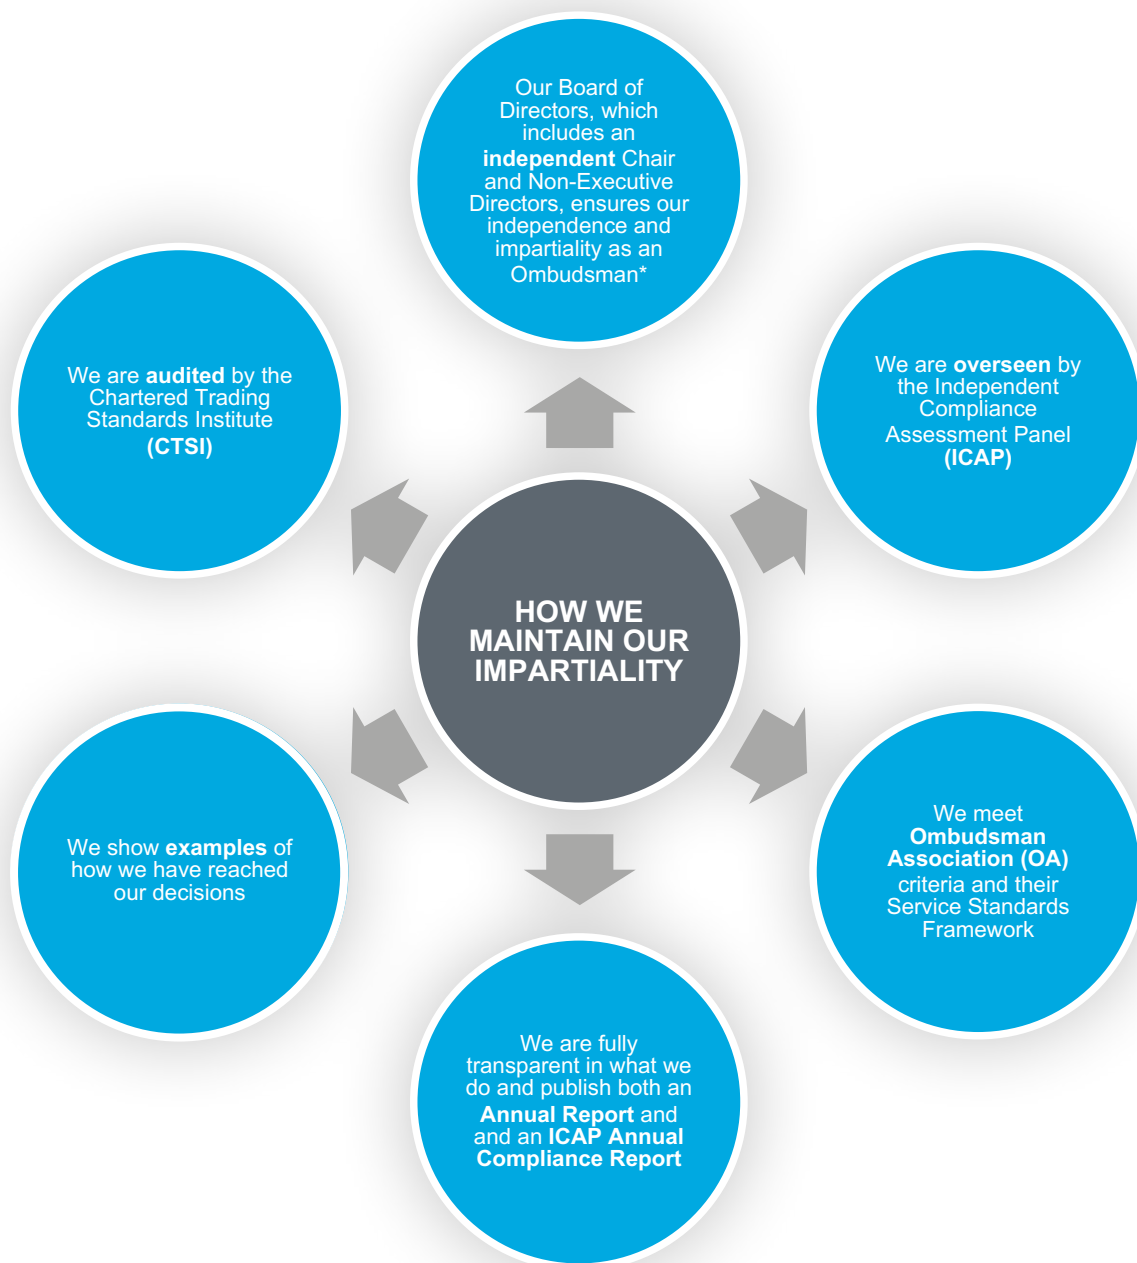 Our Board of
Directors, which
includes an
independent Chair
and Non-Executive
Directors, ensures our
independence and
impartiality as an
Ombudsman*
We are audited by the
Chartered Trading
Standards Institute
(CTSI)
We are overseen by
the Independent
Compliance
Assessment Panel
(ICAP)
HOW WE
MAINTAIN OUR
IMPARTIALITY
We show examples of
how we have reached
our decisions
We meet
Ombudsman
Association (OA)
criteria and their
Service Standards
Framework
We are fully
transparent in what we
do and publish both an
Annual Report and
and an ICAP Annual
Compliance Report